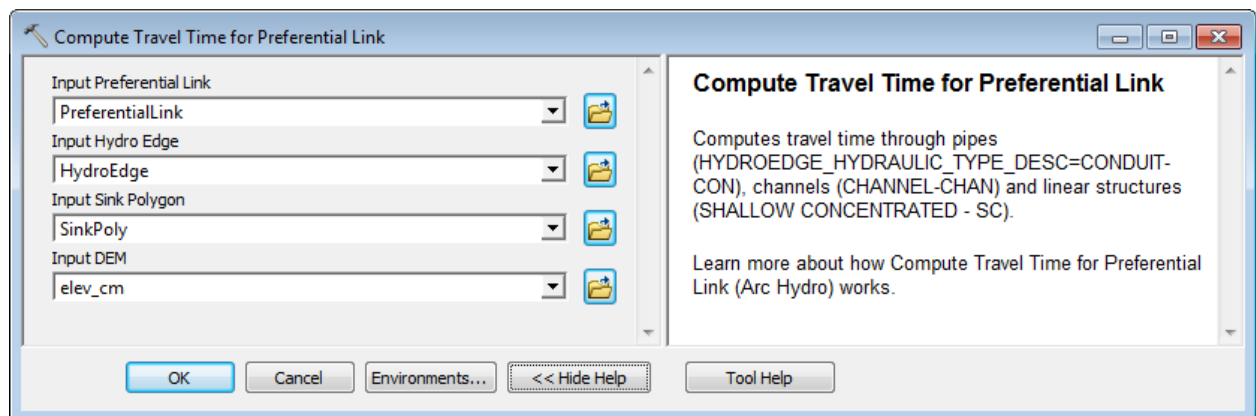 Compute Travel Time for Preferential Link
Input Preferential Link
PreferentialLink
Input Hydro Edge
HydroEdge
Input Sink Polygon
SinkPoly
Input DEM
elev_cm
Compute Travel Time for Preferential Link
Computes travel time through pipes
(HYDROEDGE_HYDRAULIC_TYPE_DESC=CONDUIT-
CON), channels (CHANNEL-CHAN) and linear structures
(SHALLOW CONCENTRATED - SC).
Learn more about how Compute Travel Time for Preferential
Link (Arc Hydro) works.
OK
Cancel
Environments...
<< Hide Help
Tool Help